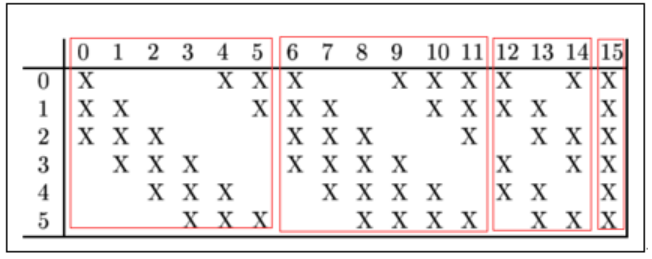 0 1 2 3 4 5 6 7 8 9 10 11 12 13 14 15
0 X X X X X X X X X X
1 X X X X X X X X X X
2 X X X X X X X X X X
3 X X X X X X X X X X
4 X X X X X X X X X X
5 X X X X X X X X X X